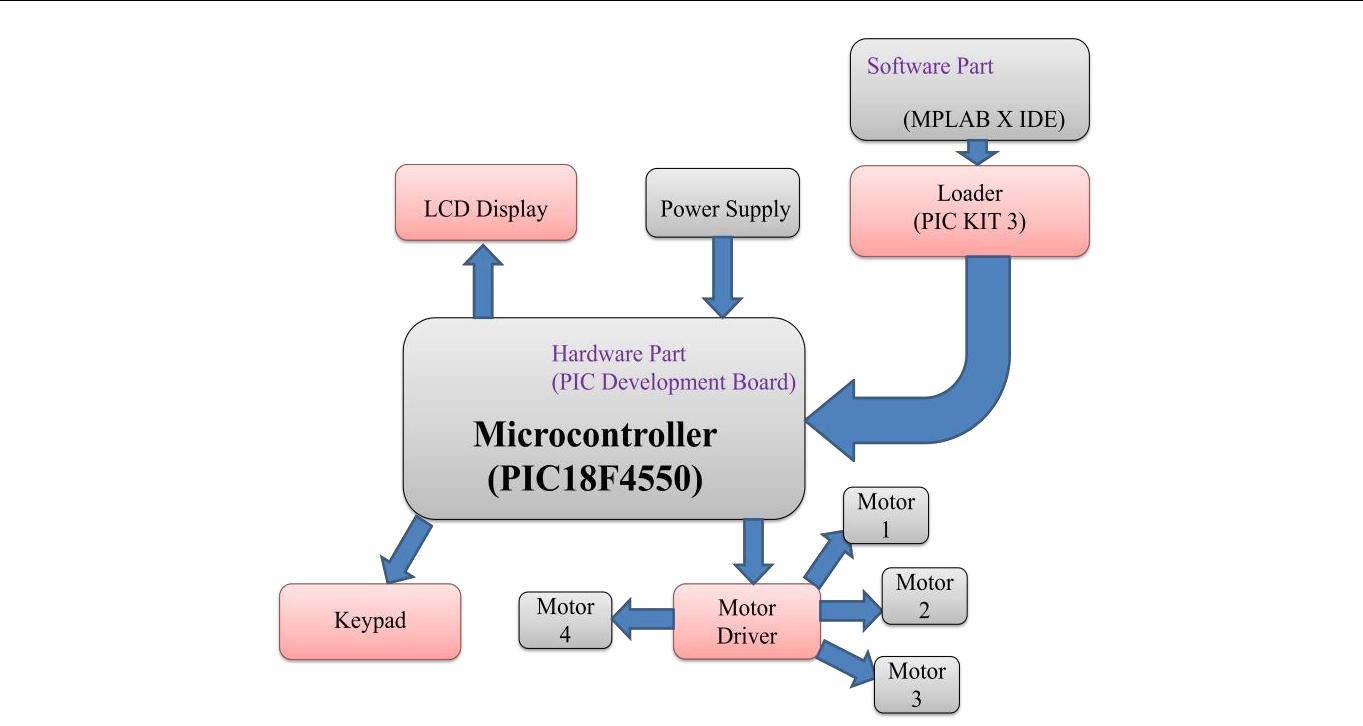 Software Part
(MPLAB X IDE)
Loader
(PIC KIT 3)
LCD Display
Power Supply
Hardware Part
(PIC Development Board)
Microcontroller
(PIC18F4550)
Motor
1
Motor
2
Motor
3
Motor
Driver
Motor
4
Keypad